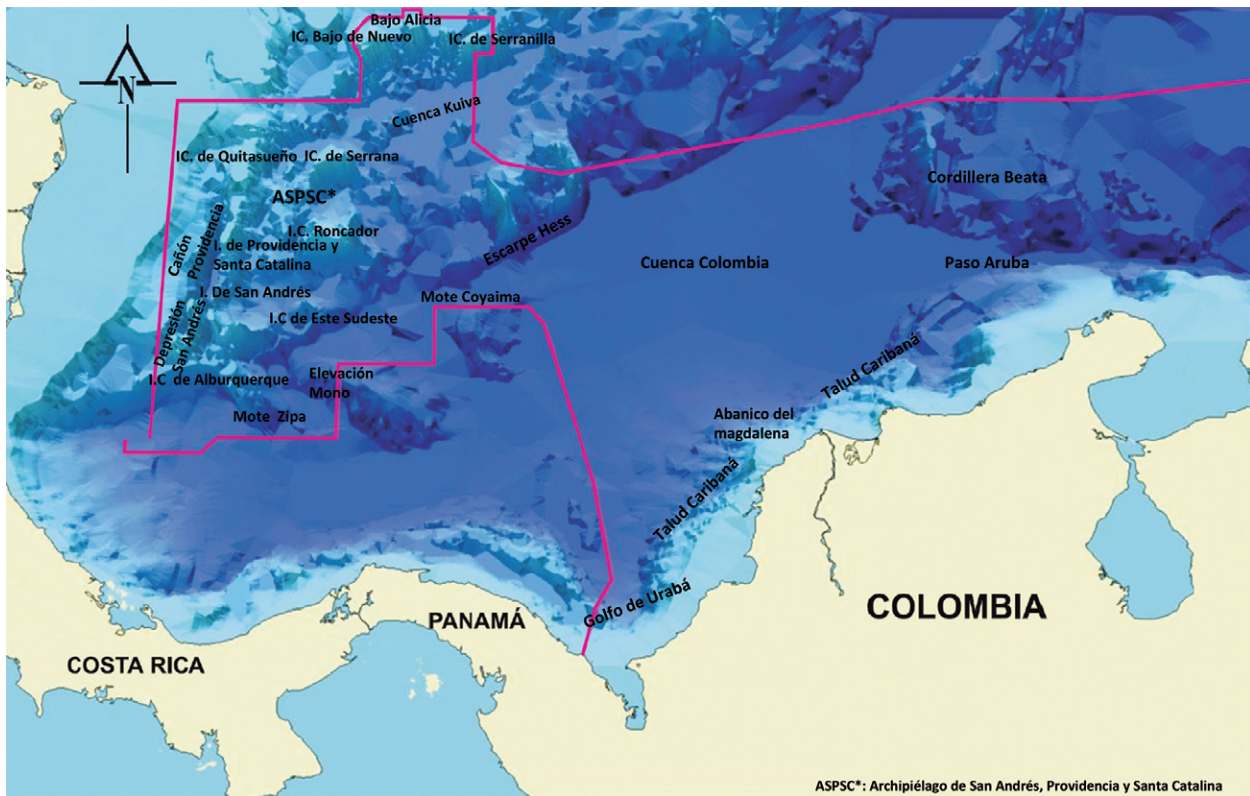 Bajo Alicia
IC. Bajo de Nuevo
IC. de Serranilla
N
Cuenca Kuiva
IC. de Quitasueño
IC. de Serrana
ASPSC*
Cordillera Beata
Cañón
Providencia
I.C. Roncador
I. de Providencia y
Santa Catalina
Escarpe Hess
Cuenca Colombia
Paso Aruba
I. De San Andrés
Mote Coyaima
I.C de Este Sudeste
Depresión
San Andrés
I.C de Alburquerque
Elevación
Mono
Talud Caribaná
Mote Zipa
Abanico del
magdalena
Talud Caribaná
Golfo de Urabá
COLOMBIA
PANAMÁ
COSTA RICA
ASPSC*: Archipiélago de San Andrés, Providencia y Santa Catalina